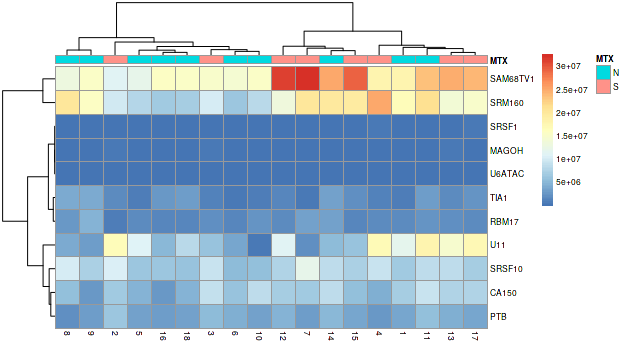 MTX
SAM68TV1
SRM160
SRSF1
MAGOH
U6ATAC
TIA1
RBM17
U11
SRSF10
CA150
PTB
8 9 2 5 16 18 3 6 10 12 7 14 15 4 1 11 13 17
3e+07
2.5e+07
2e+07
1.5e+07
1e+07
5e+06
MTX
N
S